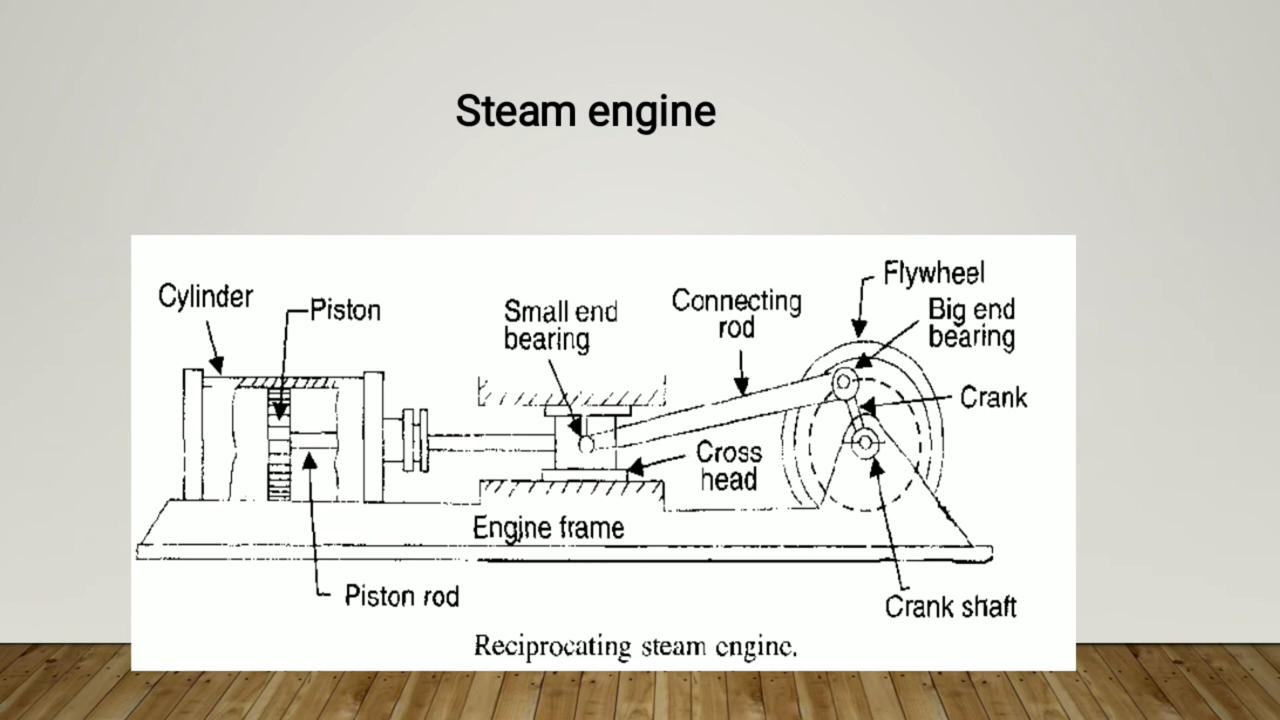 Steam engine
Cylinder
Piston
Small end
bearing
Connecting
rod
Flywheel
Big end
bearing
Crank
Cross
head
Engine frame
Piston rod
Crank shaft
Reciprocating steam engine.